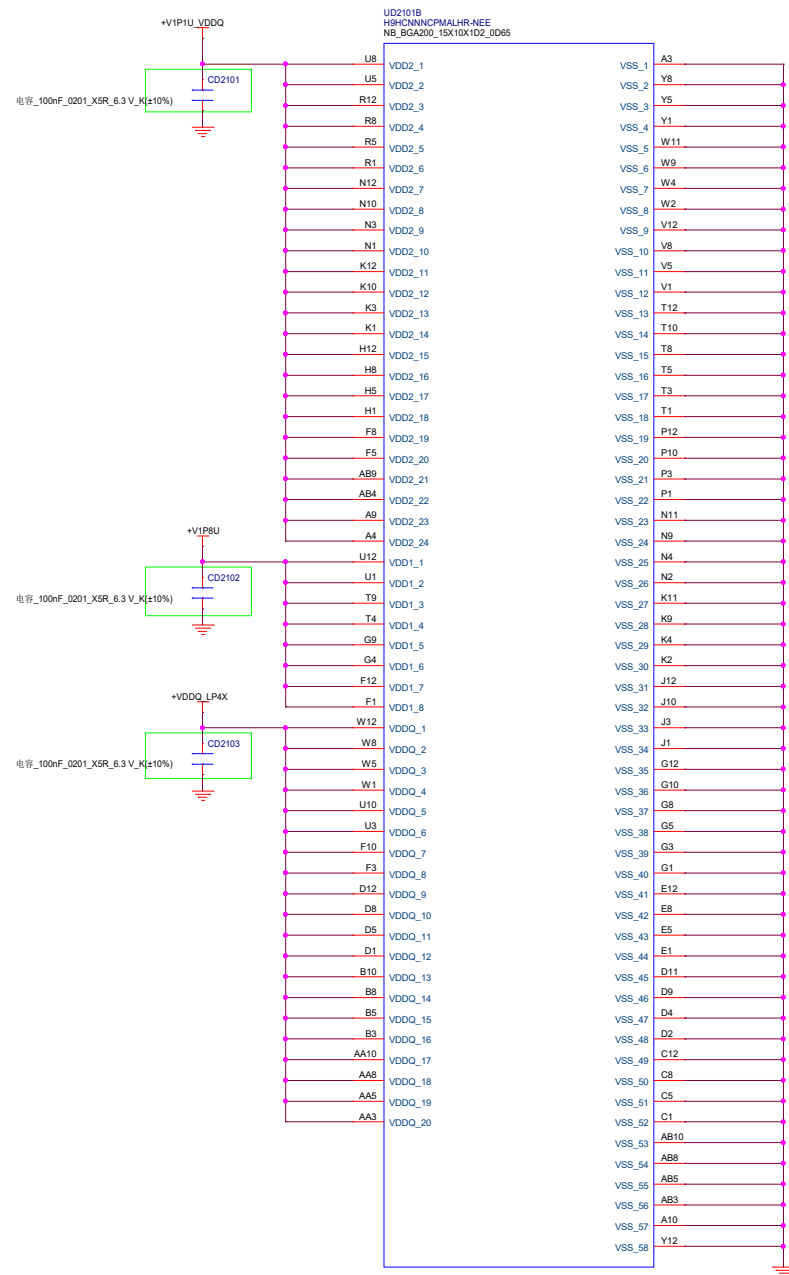 UD2101B
H9HCNNNCPMALHR-NEE
NB_BGA200_15X10X1D2_0D65
+V1P1U_VDDQ
CD2101
电容_100nF_0201_X5R_6.3 V_K(±10%)
U8 VDD2_1 VSS_1 A3
U5 VDD2_2 VSS_2 Y8
R12 VDD2_3 VSS_3 Y5
R8 VDD2_4 VSS_4 Y1
R5 VDD2_5 VSS_5 W11
R1 VDD2_6 VSS_6 W9
N12 VDD2_7 VSS_7 W4
N10 VDD2_8 VSS_8 W2
N3 VDD2_9 VSS_9 V12
N1 VDD2_10 VSS_10 V8
K12 VDD2_11 VSS_11 V5
K10 VDD2_12 VSS_12 V1
K3 VDD2_13 VSS_13 T12
K1 VDD2_14 VSS_14 T10
H12 VDD2_15 VSS_15 T8
H8 VDD2_16 VSS_16 T5
H5 VDD2_17 VSS_17 T3
H1 VDD2_18 VSS_18 T1
F8 VDD2_19 VSS_19 P12
F5 VDD2_20 VSS_20 P10
AB9 VDD2_21 VSS_21 P3
AB4 VDD2_22 VSS_22 P1
A9 VDD2_23 VSS_23 N11
A4 VDD2_24 VSS_24 N9
+V1P8U
CD2102
电容_100nF_0201_X5R_6.3 V_K(±10%)
U12 VDD1_1 VSS_25 N4
U1 VDD1_2 VSS_26 N2
T9 VDD1_3 VSS_27 K11
T4 VDD1_4 VSS_28 K9
G9 VDD1_5 VSS_29 K4
G4 VDD1_6 VSS_30 K2
F12 VDD1_7 VSS_31 J12
F1 VDD1_8 VSS_32 J10
+VDDQ_LP4X
CD2103
电容_100nF_0201_X5R_6.3 V_K(±10%)
W12 VDDQ_1 VSS_33 J3
W8 VDDQ_2 VSS_34 J1
W5 VDDQ_3 VSS_35 G12
W1 VDDQ_4 VSS_36 G10
U10 VDDQ_5 VSS_37 G8
U3 VDDQ_6 VSS_38 G5
F10 VDDQ_7 VSS_39 G3
F3 VDDQ_8 VSS_40 G1
D12 VDDQ_9 VSS_41 E12
D8 VDDQ_10 VSS_42 E8
D5 VDDQ_11 VSS_43 E5
D1 VDDQ_12 VSS_44 E1
B10 VDDQ_13 VSS_45 D11
B8 VDDQ_14 VSS_46 D9
B5 VDDQ_15 VSS_47 D4
B3 VDDQ_16 VSS_48 D2
AA10 VDDQ_17 VSS_49 C12
AA8 VDDQ_18 VSS_50 C8
AA5 VDDQ_19 VSS_51 C5
AA3 VDDQ_20 VSS_52 C1
VSS_53 AB10
VSS_54 AB8
VSS_55 AB5
VSS_56 AB3
VSS_57 A10
VSS_58 Y12